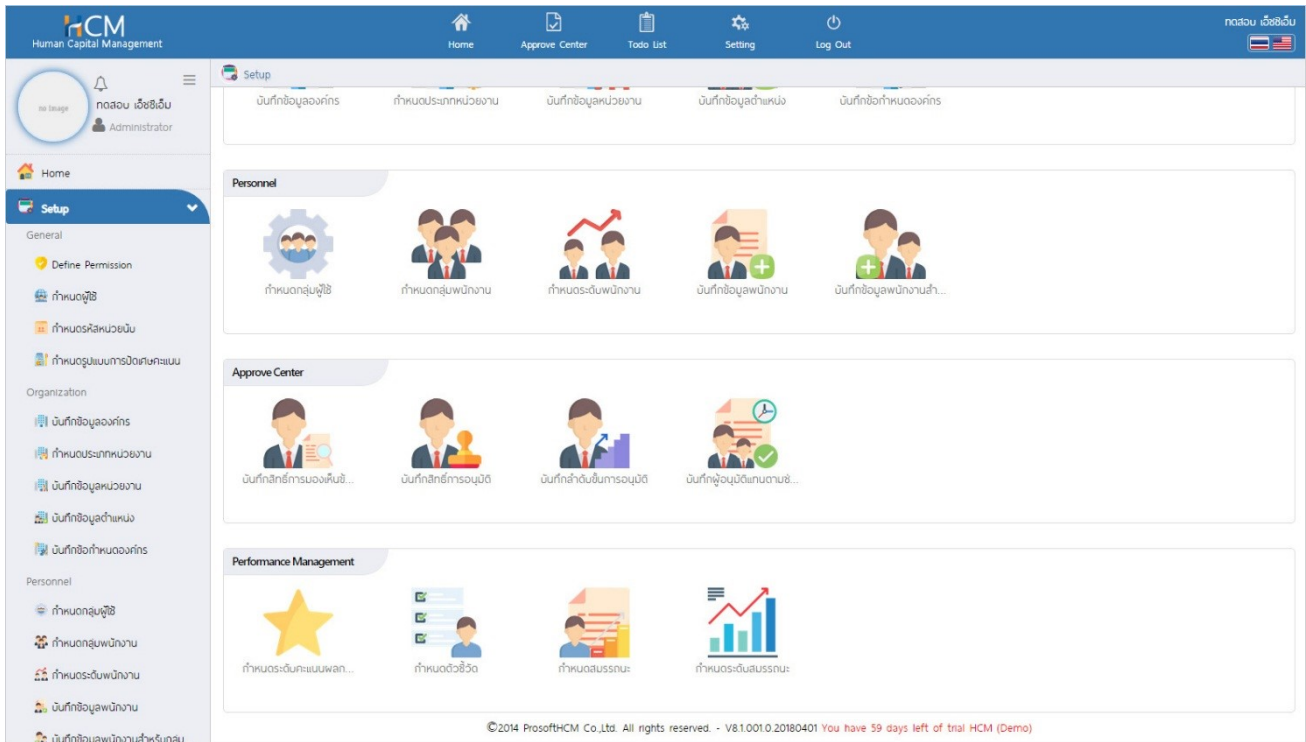 HCM
Human Capital Management
Home
Approve Center
Todo List
Setting
Log Out
ทดสอบ เอ็ชซิเอ็ม
no image
ทดสอบ เอ็ชซิเอ็ม
Administrator
Home
Setup
General
Define Permission
กำหนดผู้ใช้
กำหนดรหัสหน่วยนับ
กำหนดรูปแบบการปัดเศษคะแนน
Organization
บันทึกข้อมูลองค์กร
กำหนดประเภทหน่วยงาน
บันทึกข้อมูลหน่วยงาน
บันทึกข้อมูลตำแหน่ง
บันทึกข้อกำหนดองค์กร
Personnel
กำหนดกลุ่มผู้ใช้
กำหนดกลุ่มพนักงาน
กำหนดระดับพนักงาน
บันทึกข้อมูลพนักงาน
บันทึกข้อมูลพนักงานสำหรับกลุ่ม
Setup
บันทึกข้อมูลองค์กร
กำหนดประเภทหน่วยงาน
บันทึกข้อมูลหน่วยงาน
บันทึกข้อมูลตำแหน่ง
บันทึกข้อกำหนดองค์กร
Personnel
กำหนดกลุ่มผู้ใช้
กำหนดกลุ่มพนักงาน
กำหนดระดับพนักงาน
บันทึกข้อมูลพนักงาน
บันทึกข้อมูลพนักงานสำ...
Approve Center
บันทึกสิทธิ์การมองเห็นข้...
บันทึกสิทธิ์การอนุมัติ
บันทึกลำดับขั้นการอนุมัติ
บันทึกผู้อนุมัติแทนตามช่...
Performance Management
กำหนดระดับคะแนนผลก...
กำหนดตัวชี้วัด
กำหนดสมรรถนะ
กำหนดระดับสมรรถนะ
©2014 ProsoftHCM Co.,Ltd. All rights reserved. - V8.1.001.0.20180401 You have 59 days left of trial HCM (Demo)